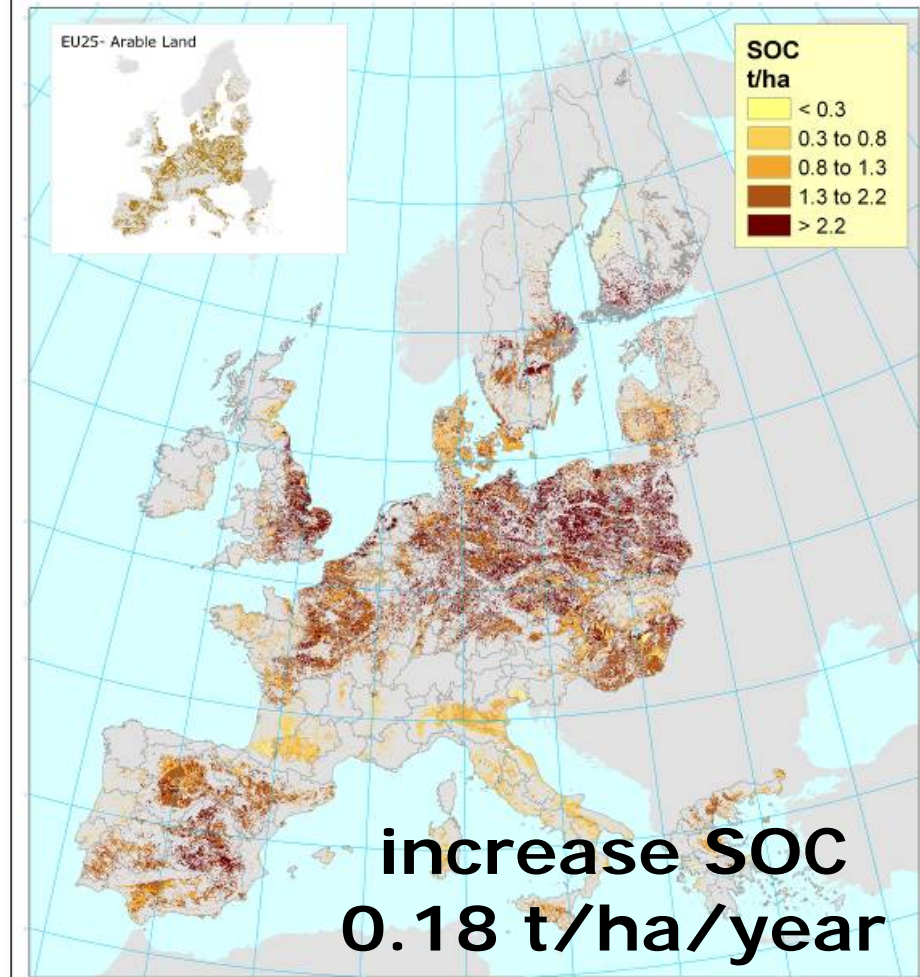 EU25- Arable Land
SOC
t/ha
< 0.3
0.3 to 0.8
0.8 to 1.3
1.3 to 2.2
> 2.2
increase SOC
0.18 t/ha/year